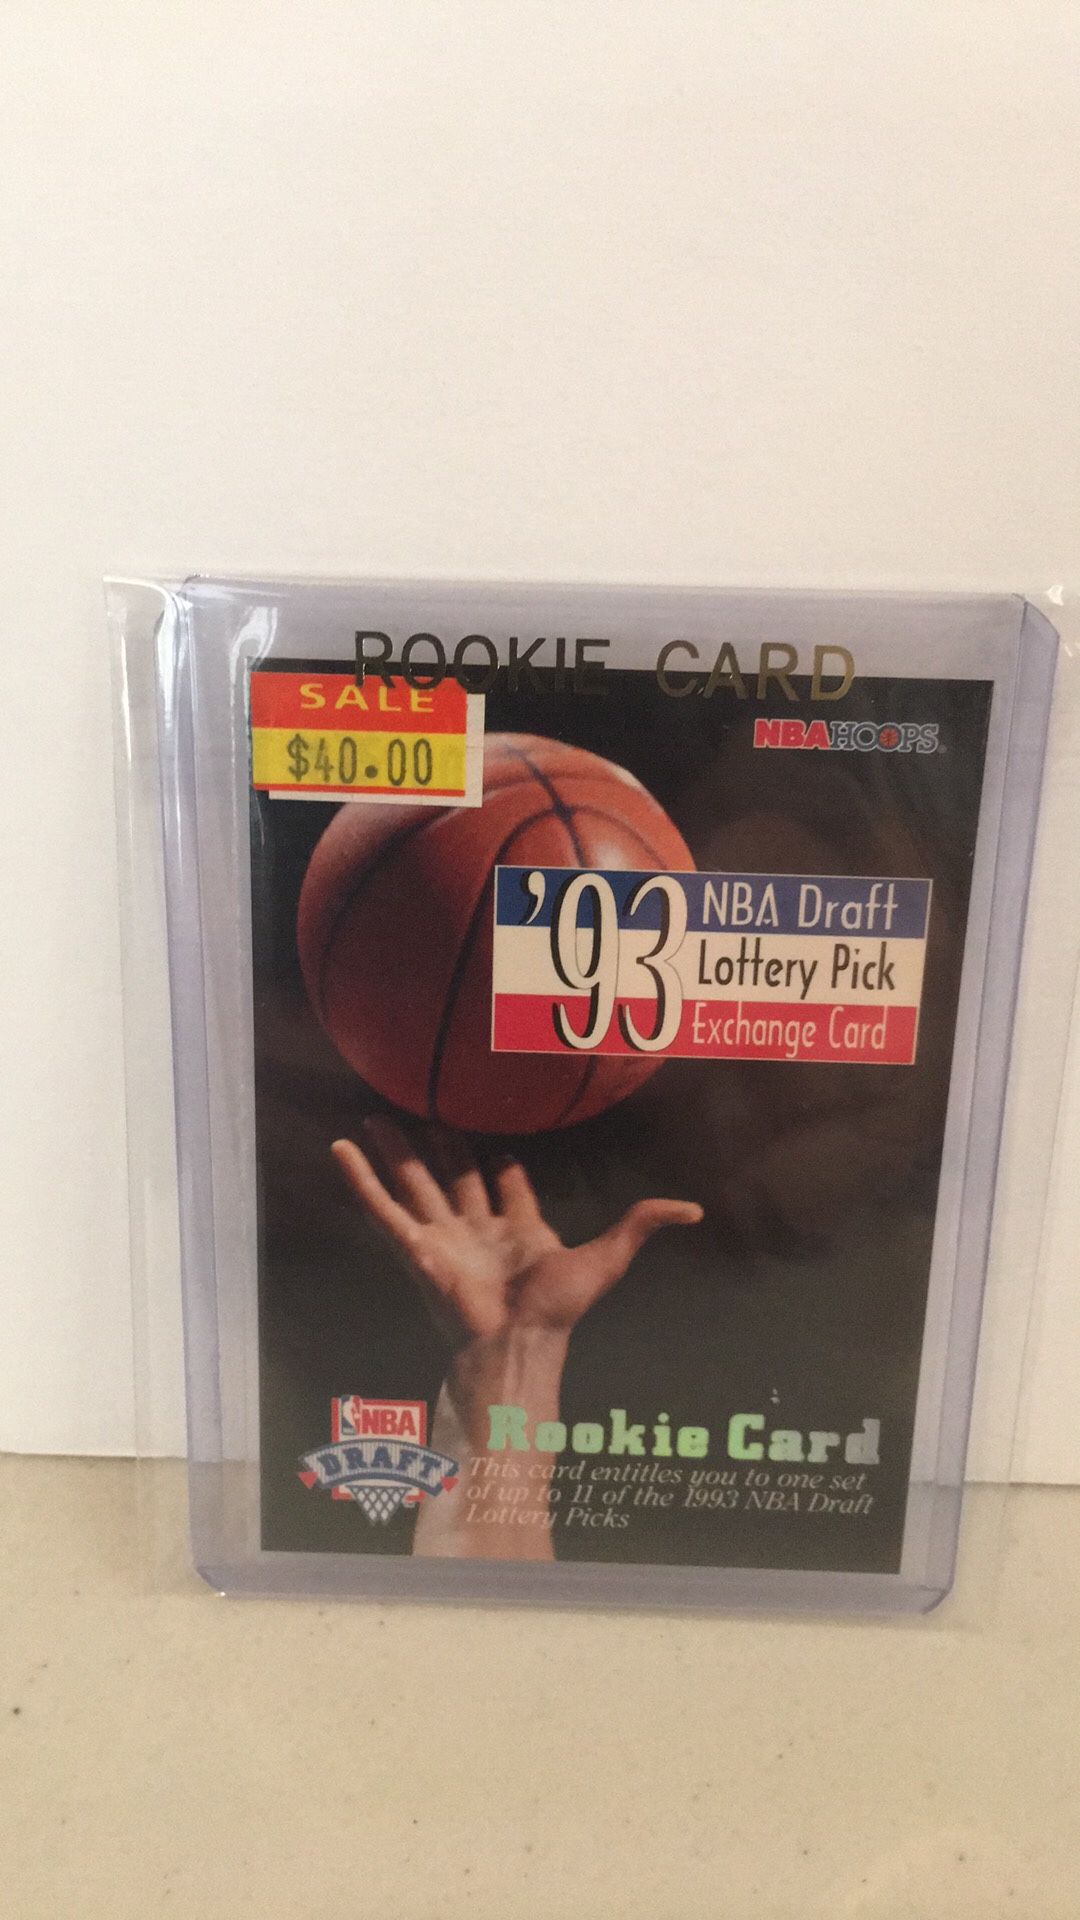 ROOKIE CARD
SALE
$40.00
NBA HOOPS
'93 NBA Draft
Lottery Pick
Exchange Card
NBA
DRAFT
Rookie Card
This card entitles you to one set
of up to 11 of the 1993 NBA Draft
Lottery Picks